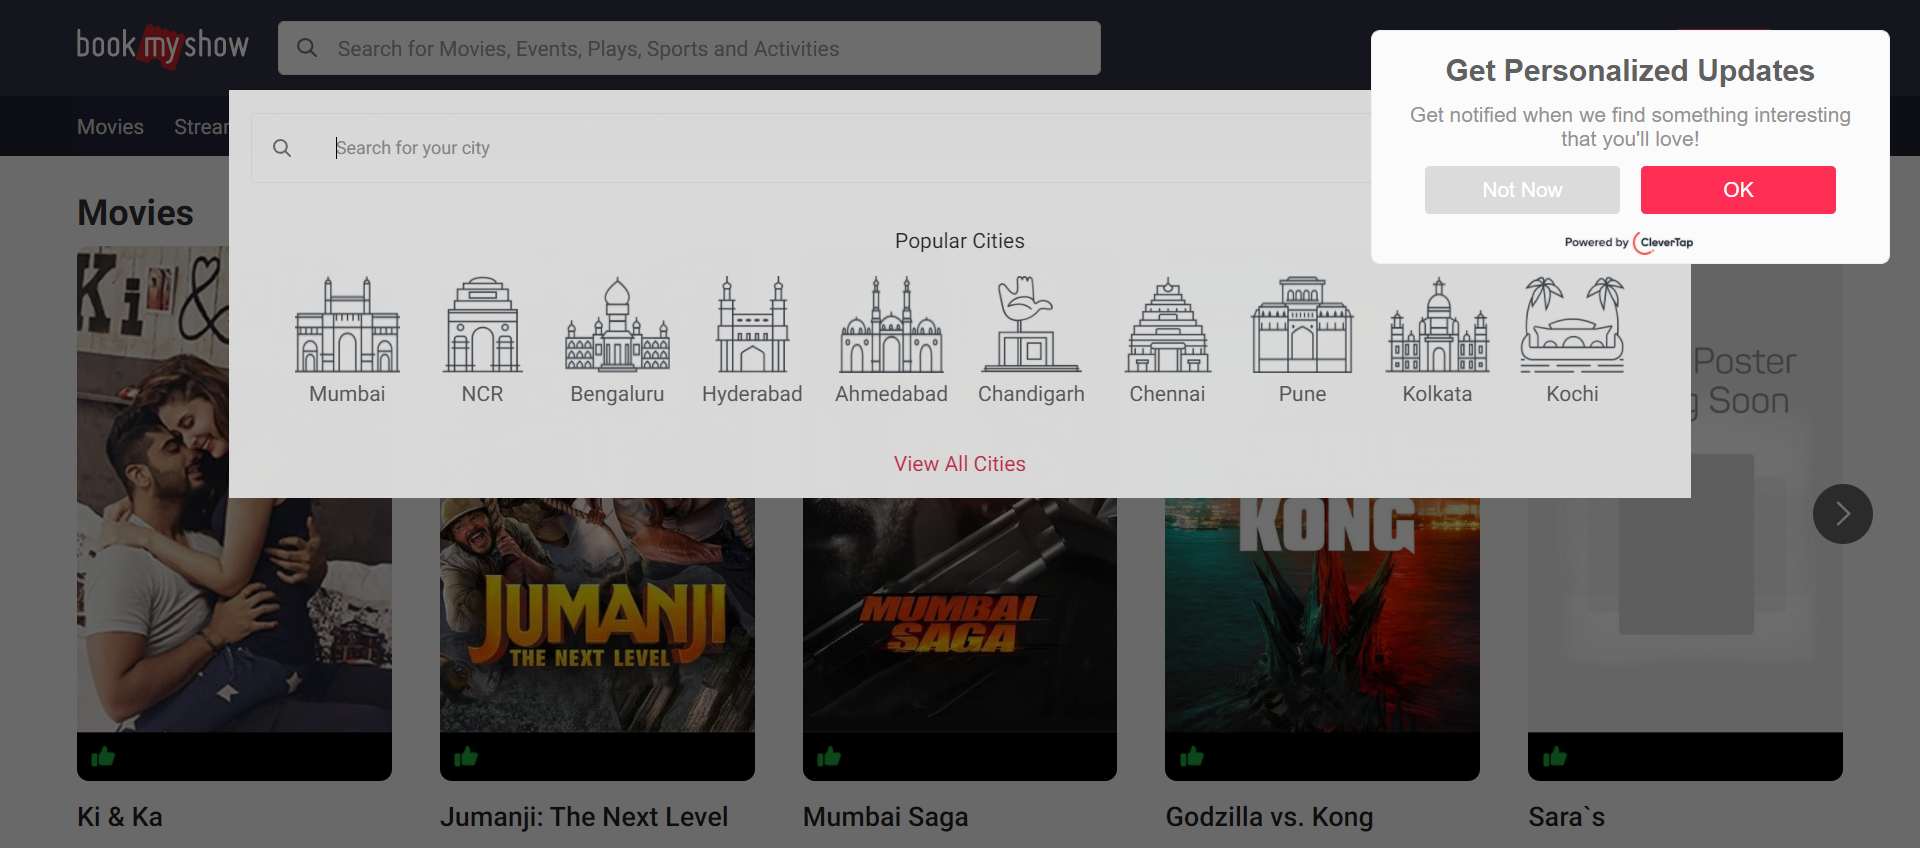 book my show
Search for Movies, Events, Plays, Sports and Activities
Get Personalized Updates
Get notified when we find something interesting
that you'll love!
Not Now
OK
Powered by CleverTap
Movies
Search for your city
Movies
Popular Cities
Mumbai
NCR
Bengaluru
Hyderabad
Ahmedabad
Chandigarh
Chennai
Pune
Kolkata
Kochi
View All Cities
Ki &
Poster
Soon
JUMANJI
THE NEXT LEVEL
MUMBAI
SAGA
KONG
Ki & Ka
Jumanji: The Next Level
Mumbai Saga
Godzilla vs. Kong
Sara`s